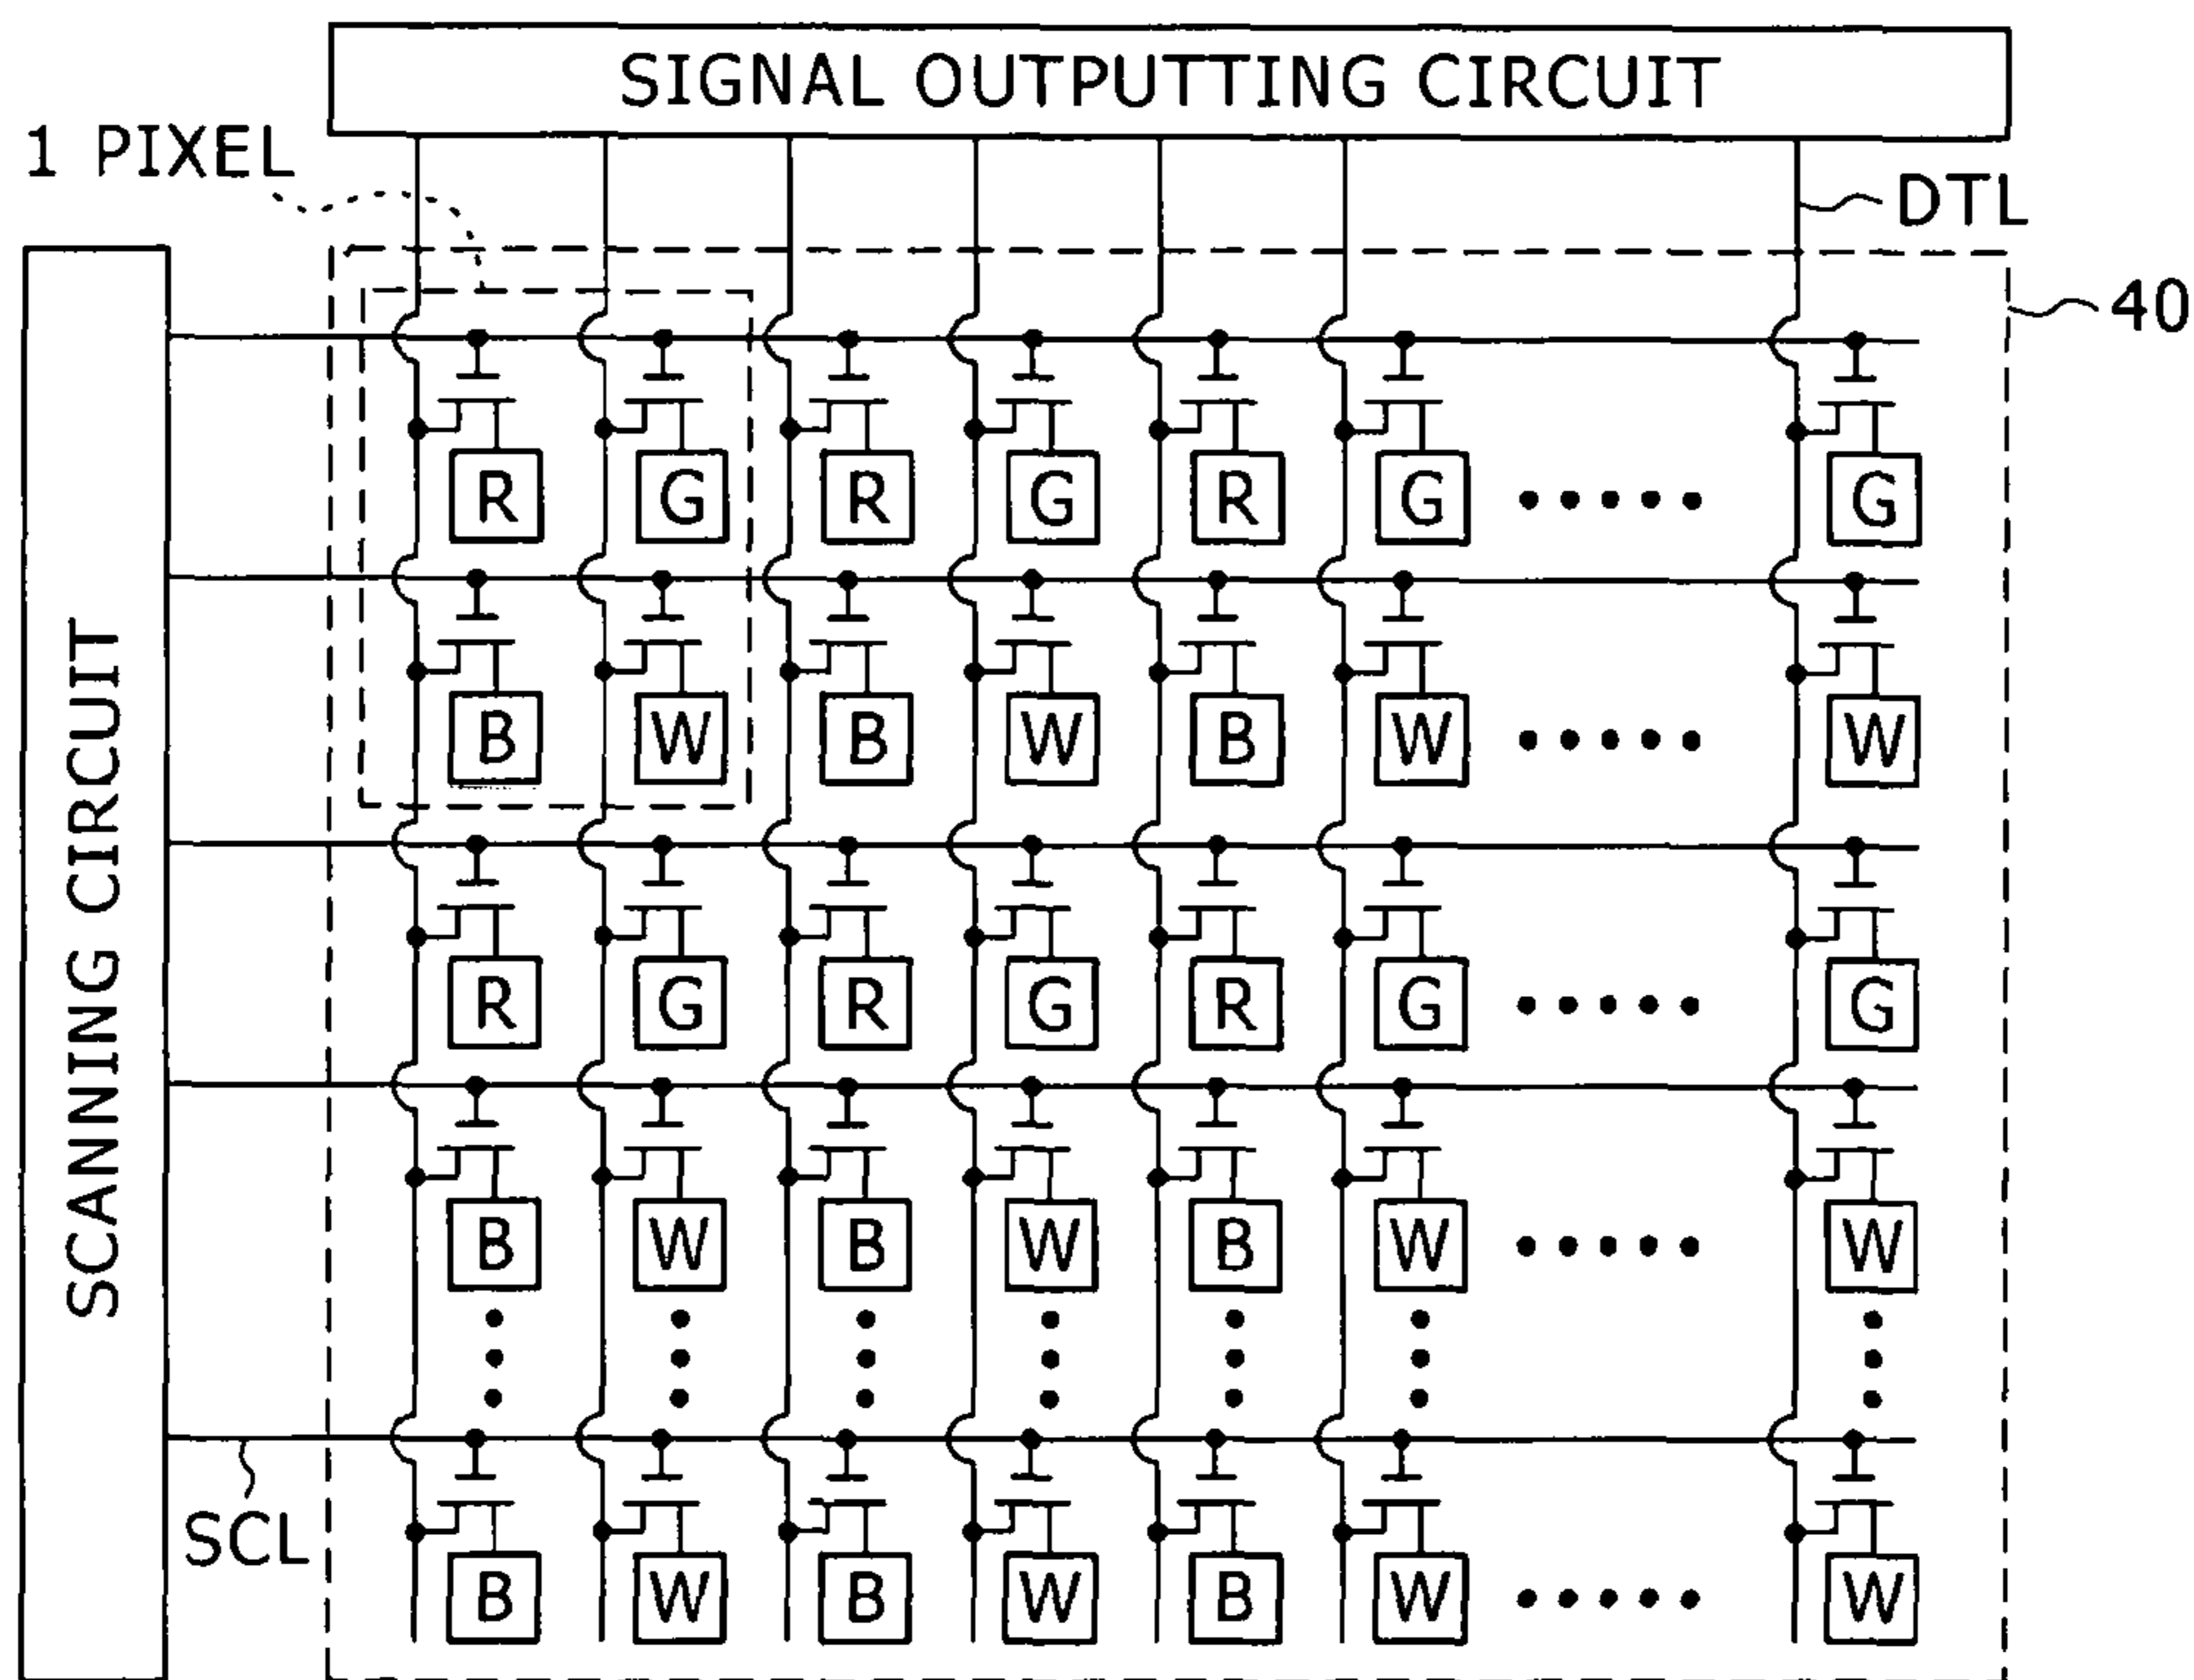 SIGNAL OUTPUTTING CIRCUIT
1 PIXEL
DTL
40
SCANNING CIRCUIT
R G R G R G G
B W B W B W W
R G R G R G G
B W B W B W W
SCL
B W B W B W W